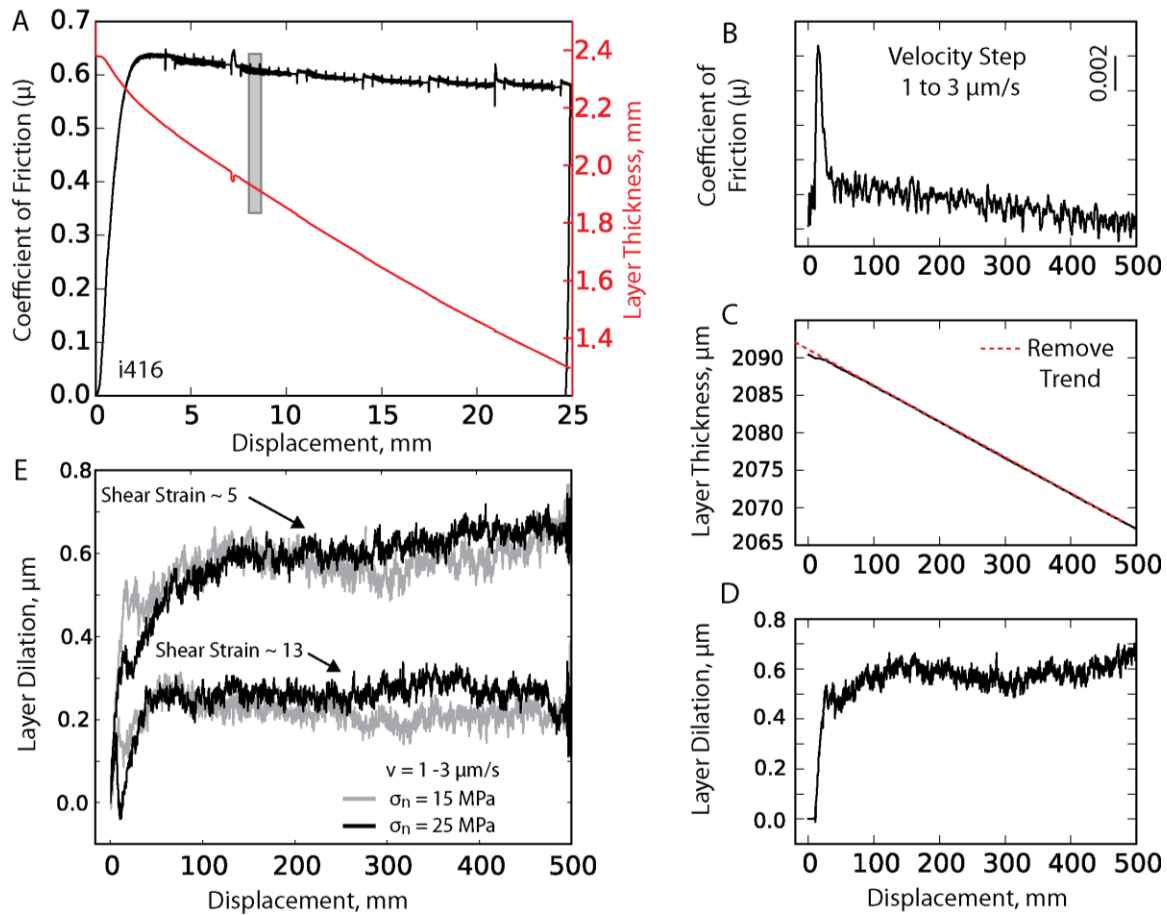 A
0.7
0.6
0.5
0.4
0.3
0.2
0.1
0.0
Coefficient of Friction (μ)
2.4
2.2
2.0
1.8
1.6
1.4
Layer Thickness, mm
i416
0
5
10
15
20
25
Displacement, mm
B
Velocity Step
1 to 3 μm/s
0.002
Coefficient of
Friction (μ)
0
100
200
300
400
500
C
Remove
Trend
2090
2085
2080
2075
2070
2065
Layer Thickness, μm
0
100
200
300
400
500
D
0.8
0.6
0.4
0.2
0.0
Layer Dilation, μm
0
100
200
300
400
500
Displacement, mm
E
0.8
0.6
0.4
0.2
0.0
Layer Dilation, μm
Shear Strain ~ 5
Shear Strain ~ 13
v = 1 -3 μm/s
σn = 15 MPa
σn = 25 MPa
0
100
200
300
400
500
Displacement, mm